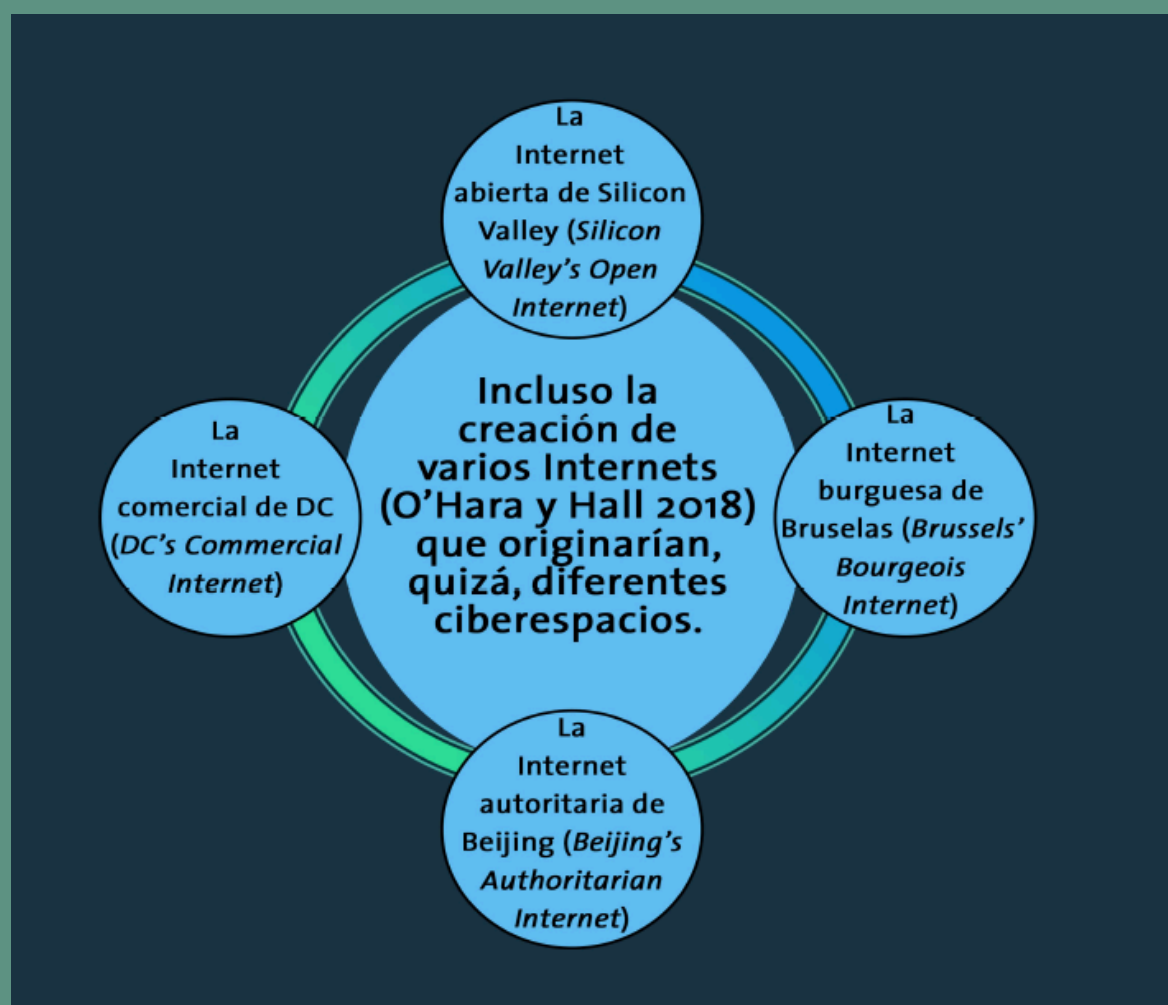 La
Internet
abierta de Silicon
Valley (Silicon
Valley's Open
Internet)
Incluso la
creación de
varios Internets
(O'Hara y Hall 2018)
que originarían,
quizá, diferentes
ciberespacios.
La
Internet
comercial de DC
(DC's Commercial
Internet)
La
Internet
burguesa de
Bruselas (Brussels'
Bourgeois
Internet)
La
Internet
autoritaria de
Beijing (Beijing's
Authoritarian
Internet)